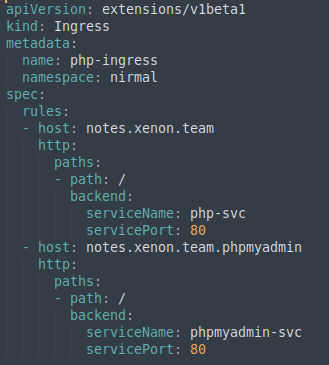 apiVersion: extensions/v1beta1
kind: Ingress
metadata:
  name: php-ingress
  namespace: nirmal
spec:
  rules:
  - host: notes.xenon.team
    http:
      paths:
      - path: /
        backend:
          serviceName: php-svc
          servicePort: 80
  - host: notes.xenon.team.phpmyadmin
    http:
      paths:
      - path: /
        backend:
          serviceName: phpmyadmin-svc
          servicePort: 80